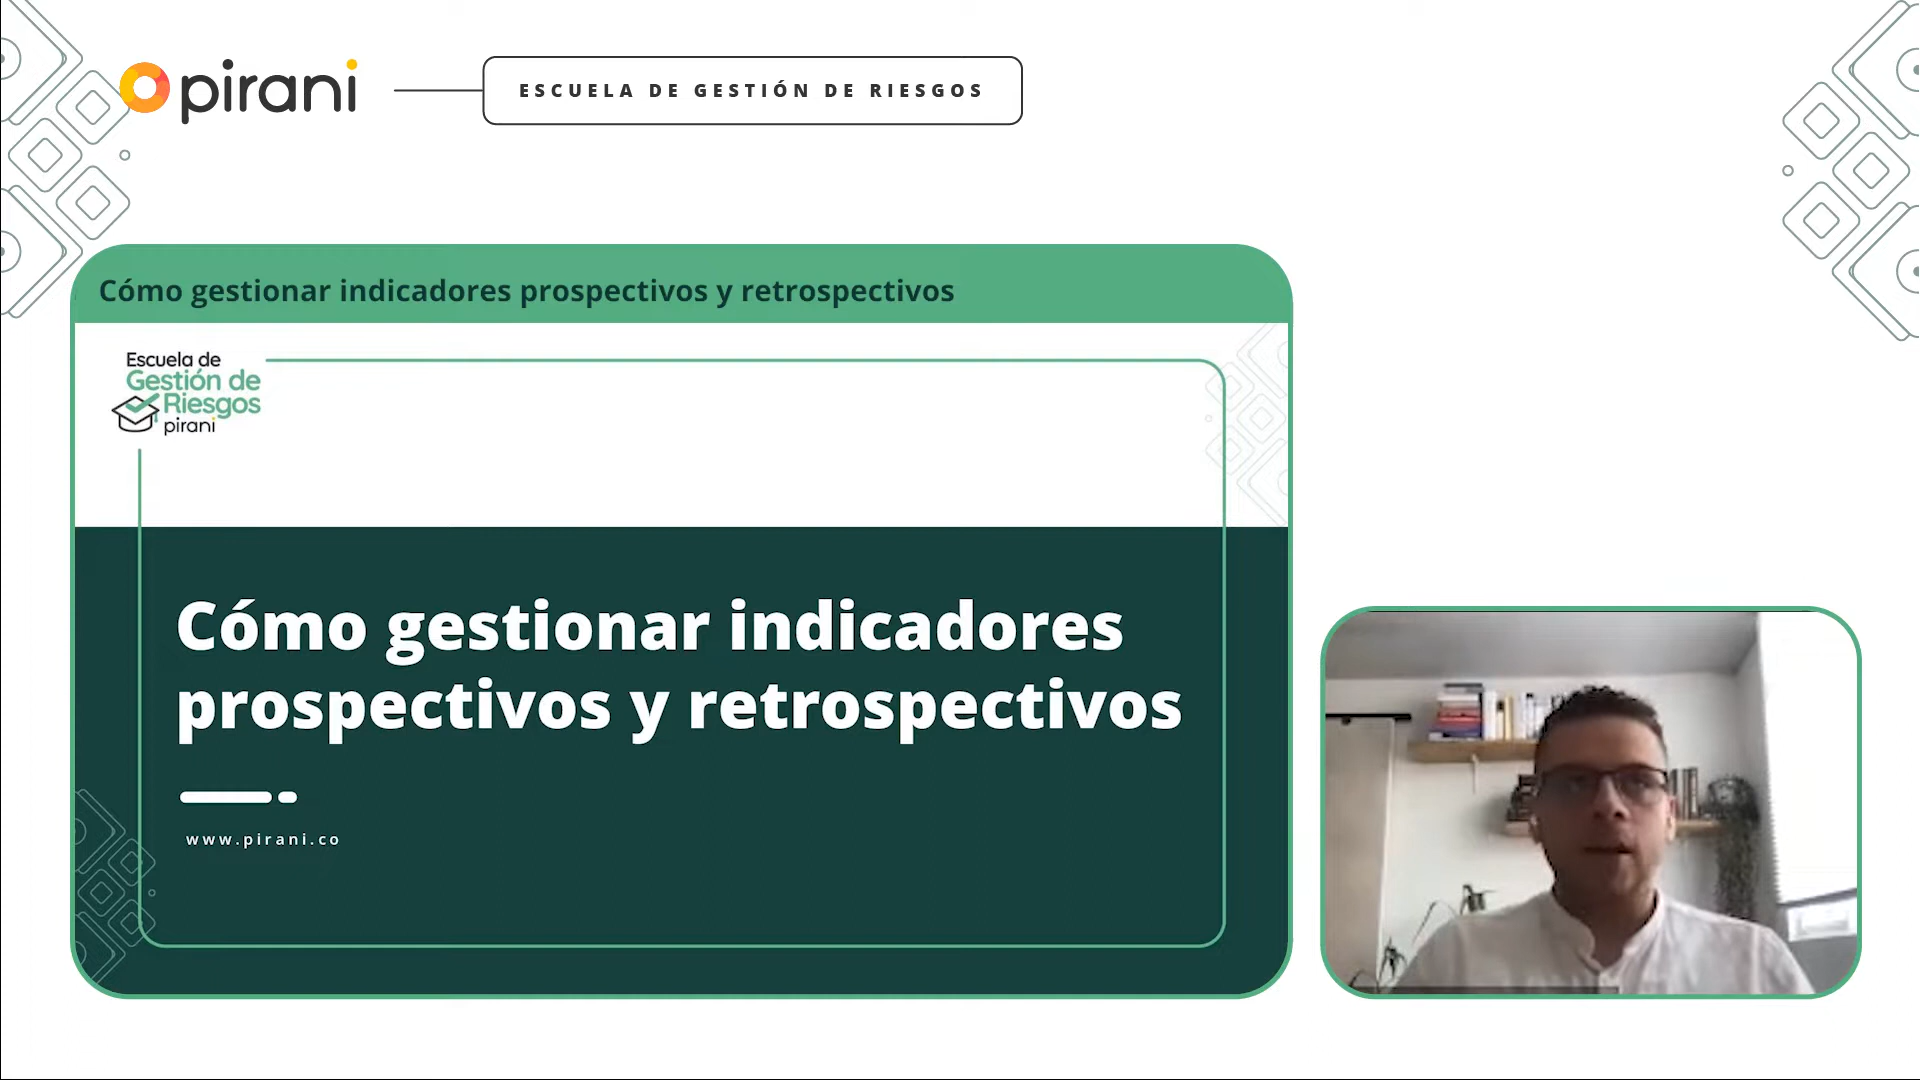 pirani
ESCUELA DE GESTIÓN DE RIESGOS
Cómo gestionar indicadores prospectivos y retrospectivos
Escuela de
Gestión de
Riesgos
pirani
Cómo gestionar indicadores
prospectivos y retrospectivos
www.pirani.co